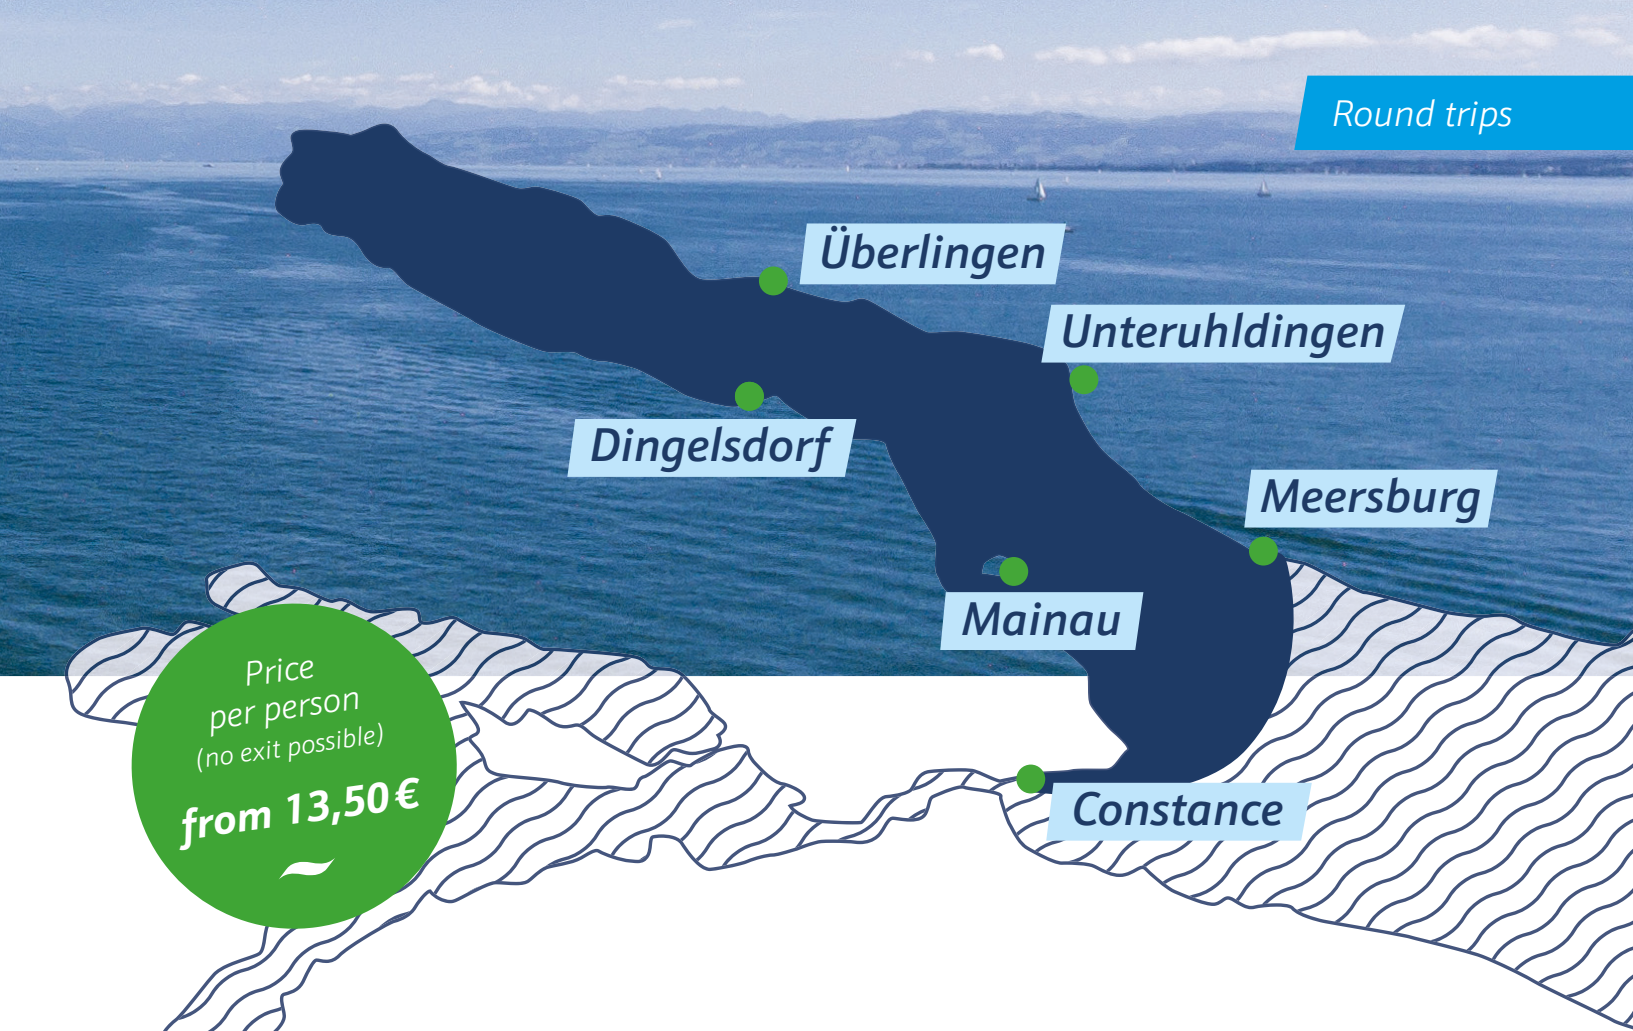 Round trips
Überlingen
Unteruhldingen
Dingelsdorf
Meersburg
Mainau
Price
per person
(no exit possible)
from 13,50 €
Constance